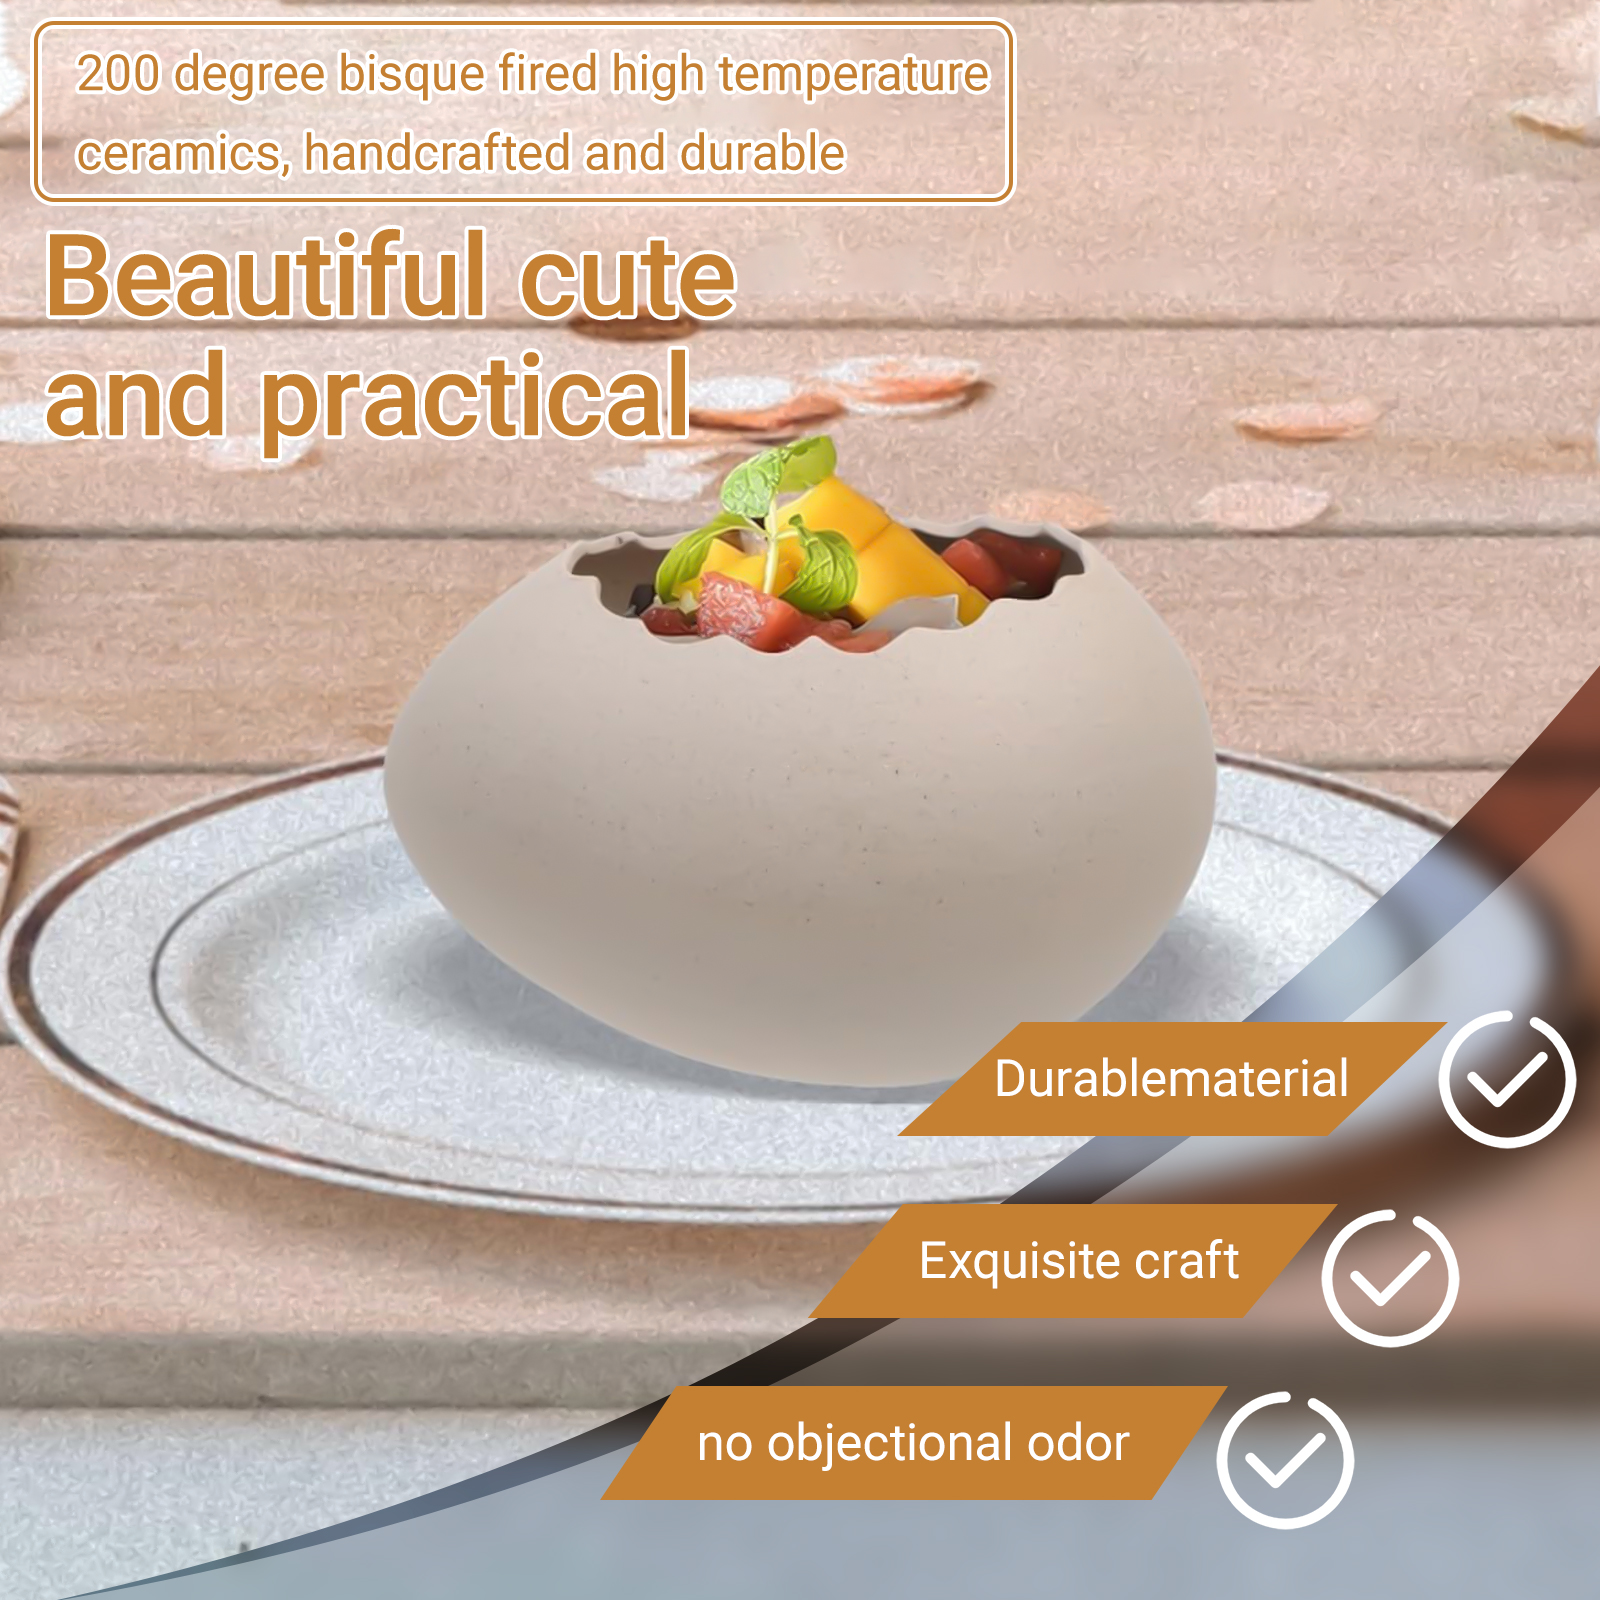 200 degree bisque fired high temperature
ceramics, handcrafted and durable
Beautiful cute
and practical
Durablematerial
Exquisite craft
no objectional odor